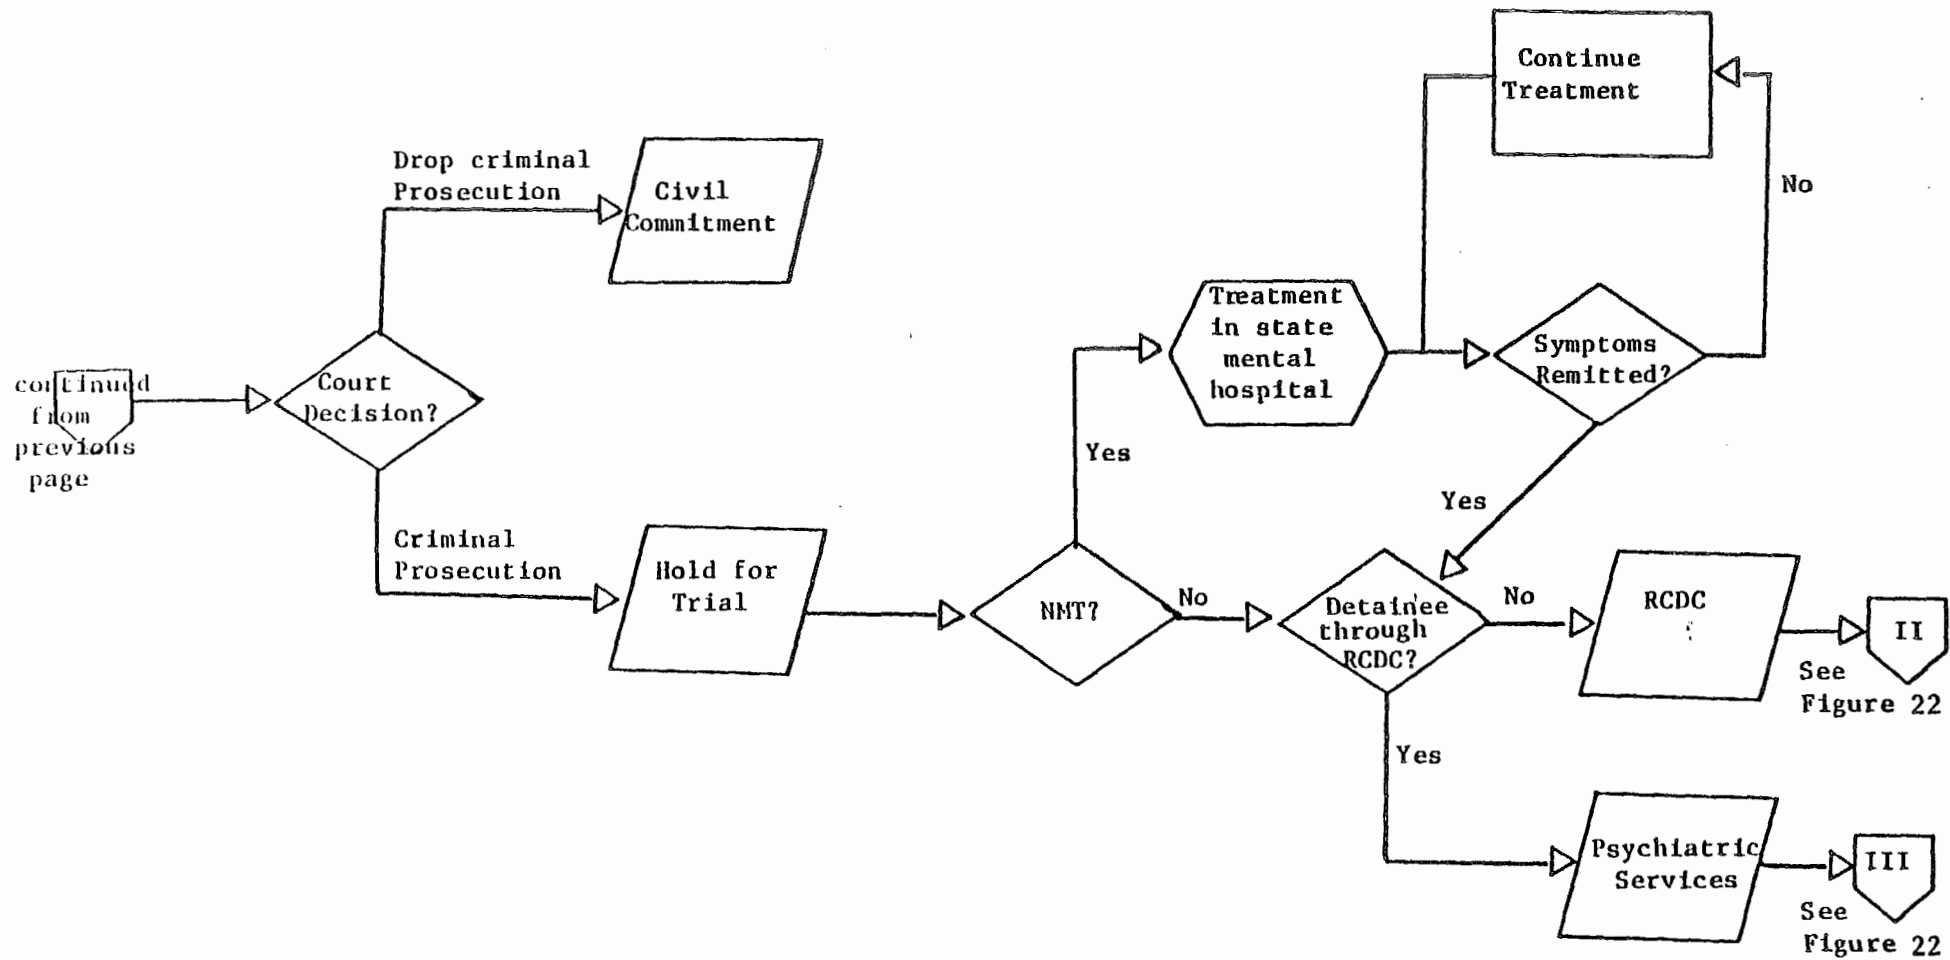 continued
from
previous
page
Court
Decision?
Drop criminal
Prosecution
Civil
Commitment
Criminal
Prosecution
Hold for
Trial
NMT?
Yes
No
Treatment
in state
mental
hospital
Symptoms
Remitted?
No
Continue
Treatment
Yes
Detainee
through
RCDC?
No
RCDC
II
See
Figure 22
Yes
Psychiatric
Services
III
See
Figure 22